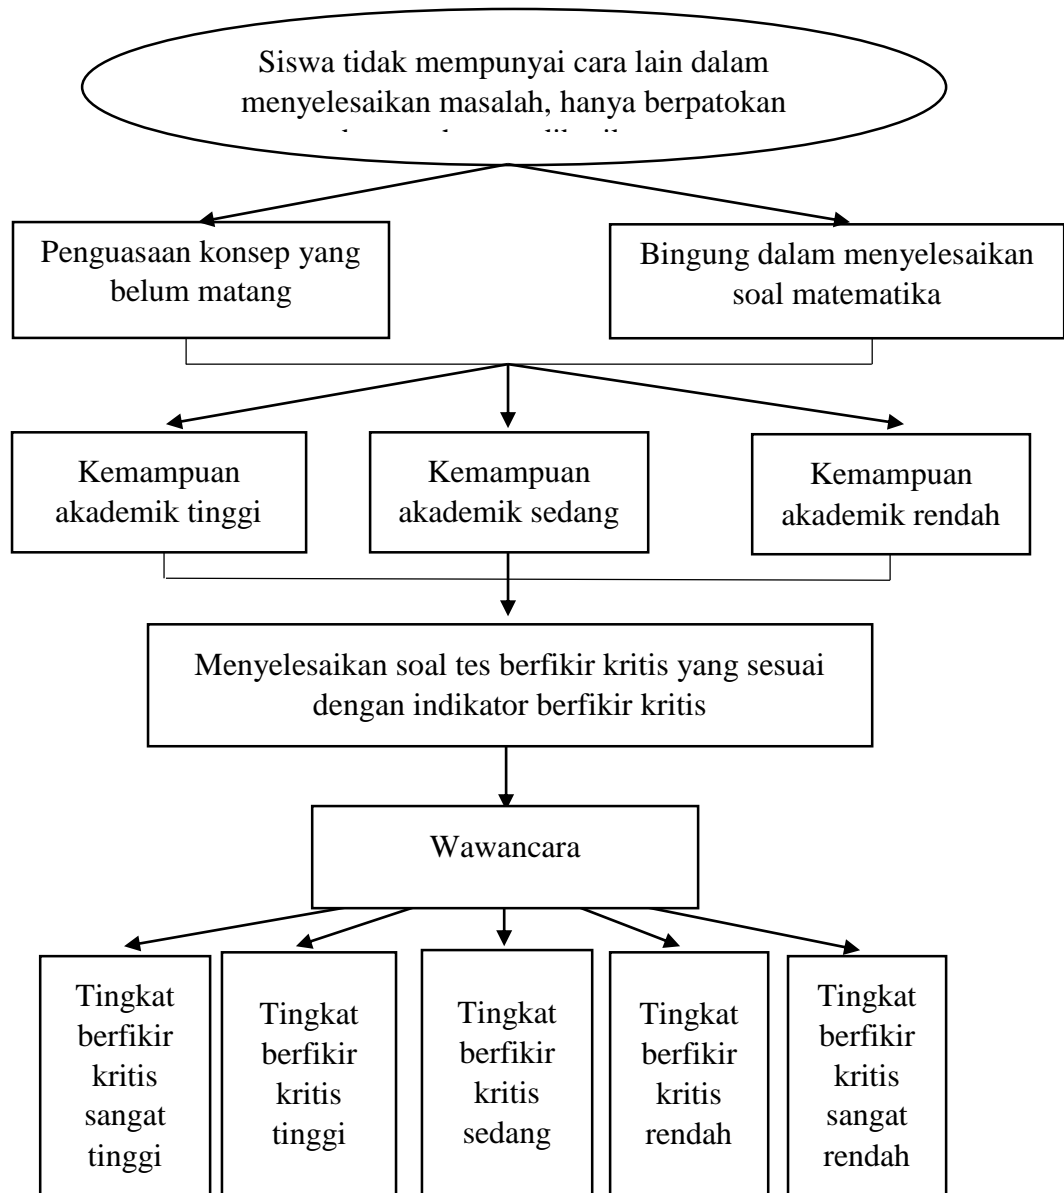 Siswa tidak mempunyai cara lain dalam
menyelesaikan masalah, hanya berpatokan
Penguasaan konsep yang
belum matang
Bingung dalam menyelesaikan
soal matematika
Kemampuan
akademik tinggi
Kemampuan
akademik sedang
Kemampuan
akademik rendah
Menyelesaikan soal tes berfikir kritis yang sesuai
dengan indikator berfikir kritis
Wawancara
Tingkat
berfikir
kritis
sangat
tinggi
Tingkat
berfikir
kritis
tinggi
Tingkat
berfikir
kritis
sedang
Tingkat
berfikir
kritis
rendah
Tingkat
berfikir
kritis
sangat
rendah